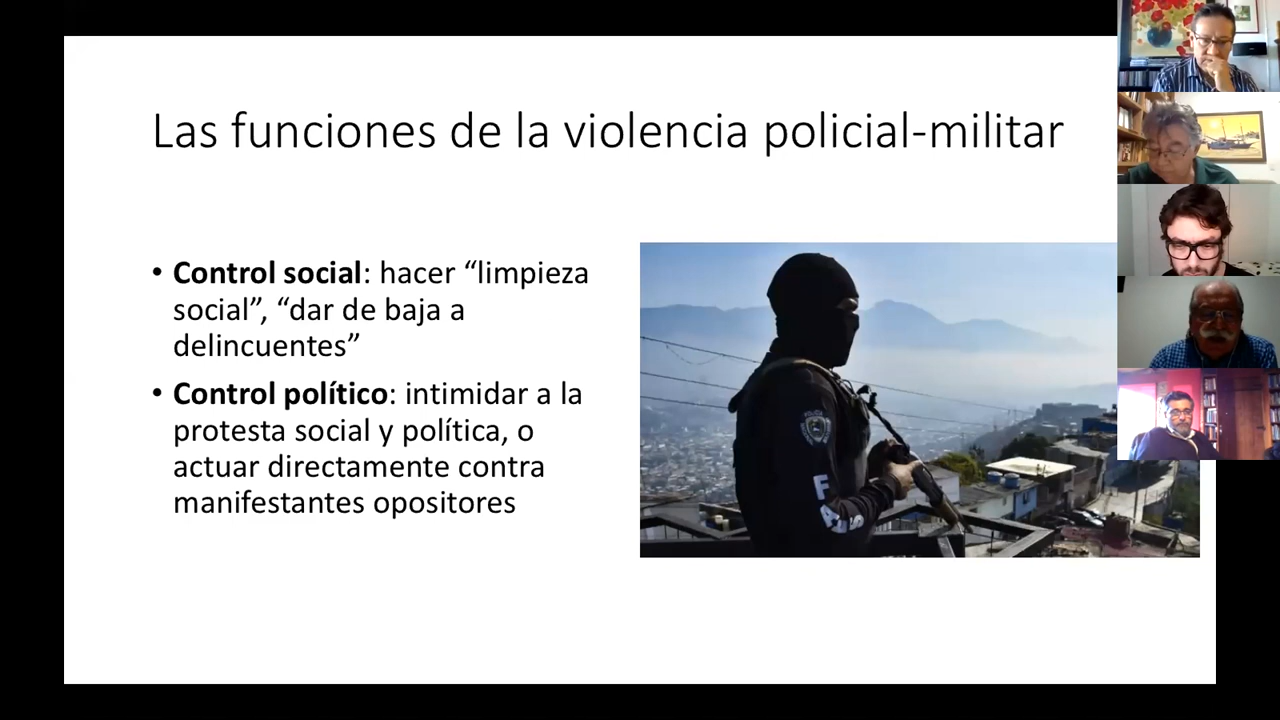 Las funciones de la violencia policial-militar
• Control social: hacer “limpieza
social”, “dar de baja a
delincuentes”
• Control político: intimidar a la
protesta social y política, o
actuar directamente contra
manifestantes opositores
FAES